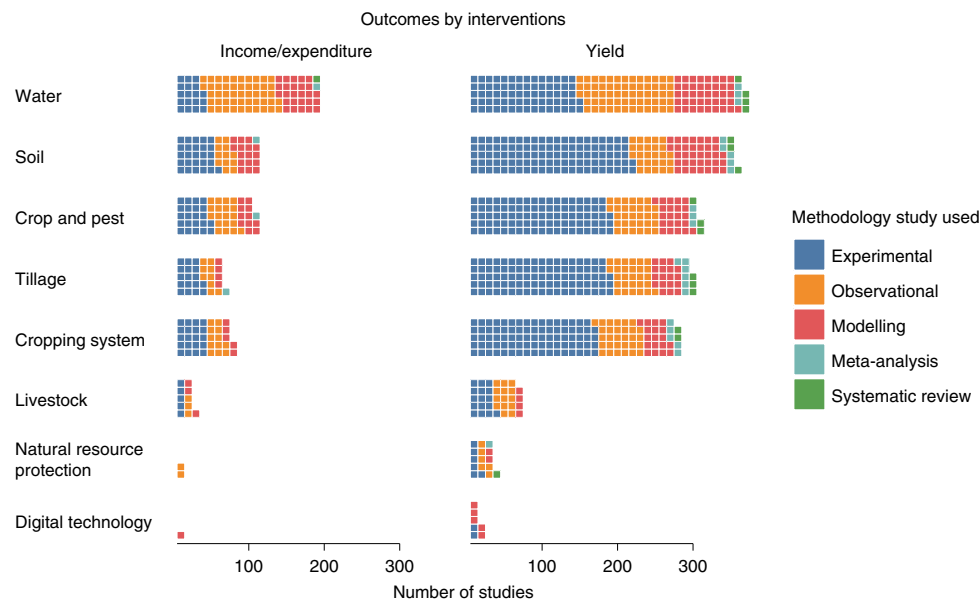 Outcomes by interventions
Income/expenditure
Yield
Water
Soil
Crop and pest
Tillage
Cropping system
Livestock
Natural resource
protection
Digital technology
100
200
300
100
200
300
Number of studies
Methodology study used
Experimental
Observational
Modelling
Meta-analysis
Systematic review